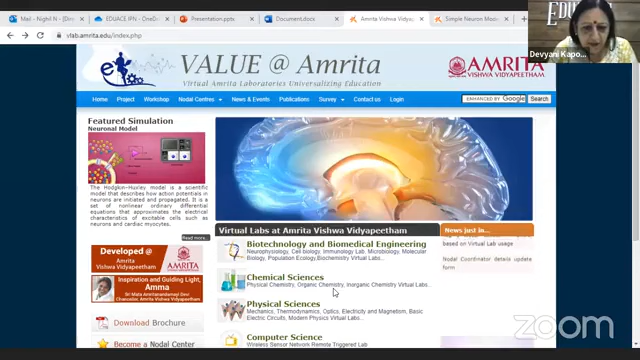 Mail - Nighil N
EDUACE IPN - OneDr
Presentation.ppts
Document.docs
Amrita Vishwa Vidyap
Simple Neuron Mode
vlab.amrita.edu/index.php
Devyani Kapo...
VALUE @ Amrita
Virtual Amrita Laboratories Universalizing Education
AMRITA
VISHWA VIDYAPEETHAM
Home
Project
Workshop
Nodal Centres
News & Events
Publications
Survey
Contact us
Login
ENHANCED BY Google
Search
Featured Simulation
Neuronal Model
The Hodgkin-Huxley model is a scientific
model that describes how action potentials in
neurons are initiated and propagated. It is a
set of nonlinear ordinary differential
equations that approximates the electrical
characteristics of excitable cells such as
neurons and cardiac myocytes.
Read more...
Developed @
Amrita Vishwa Vidyapeetham
Inspiration and Guiding Light,
Amma
Chancellor, Amrita Vishwa Vidyapeetham
Download Brochure
Become a Nodal Center
Virtual Labs at Amrita Vishwa Vidyapeetham
Biotechnology and Biomedical Engineering
Neurophysiology, Cell biology, Immunology Lab, Microbiology, Molecular
Biology, Population Ecology,Biochemistry Virtual Labs..
Chemical Sciences
Physical Chemistry, Organic Chemistry, Inorganic Chemistry Virtual Labs..
Physical Sciences
Mechanics, Thermodynamics, Optics, Electricity and Magnetism, Basic
Electric Circuits, Modern Physics Virtual Labs..
Computer Science
Wireless Sensor Network Remote Triggered Lab
News Just in..
based on Virtual Lab usage
Nodal Coordinator details update
form
zoom